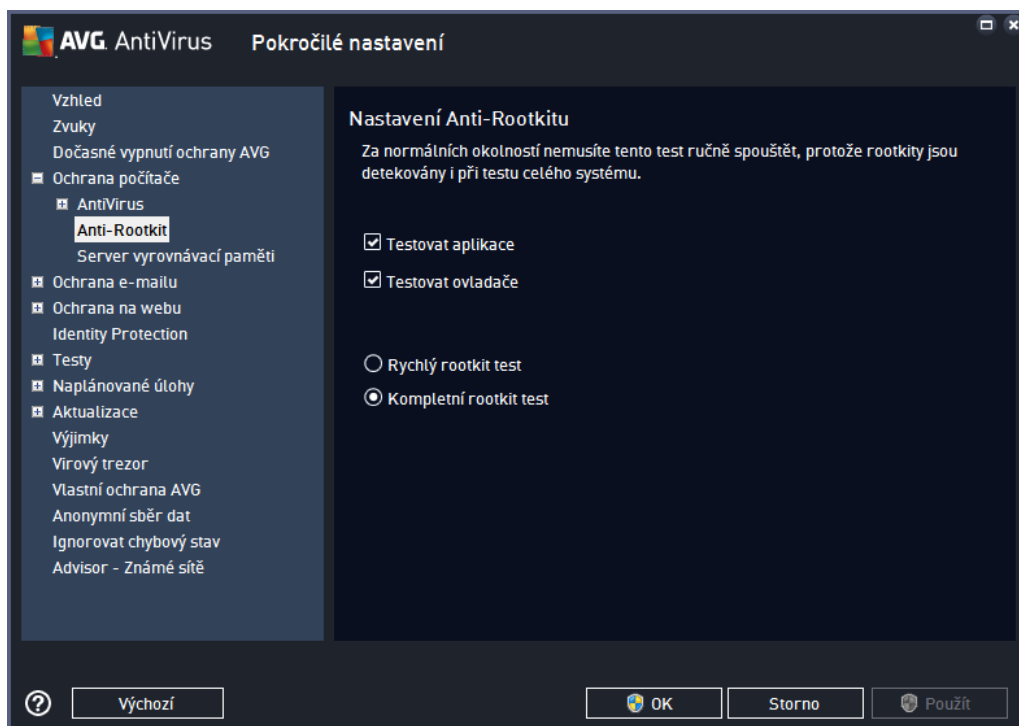 AVG. AntiVirus Pokročilé nastavení
Vzhled
Zvuky
Dočasné vypnutí ochrany AVG
Ochrana počítače
AntiVirus
Anti-Rootkit
Server vyrovnávací paměti
Ochrana e-mailu
Ochrana na webu
Identity Protection
Testy
Naplánované úlohy
Aktualizace
Výjimky
Virový trezor
Vlastní ochrana AVG
Anonymní sběr dat
Ignorovat chybový stav
Advisor - Známé sítě
Nastavení Anti-Rootkitu
Za normálních okolností nemusíte tento test ručně spouštět, protože rootkity jsou
detekovány i při testu celého systému.
Testovat aplikace
Testovat ovladače
Rychlý rootkit test
Kompletní rootkit test
Výchozí
OK
Storno
Použít